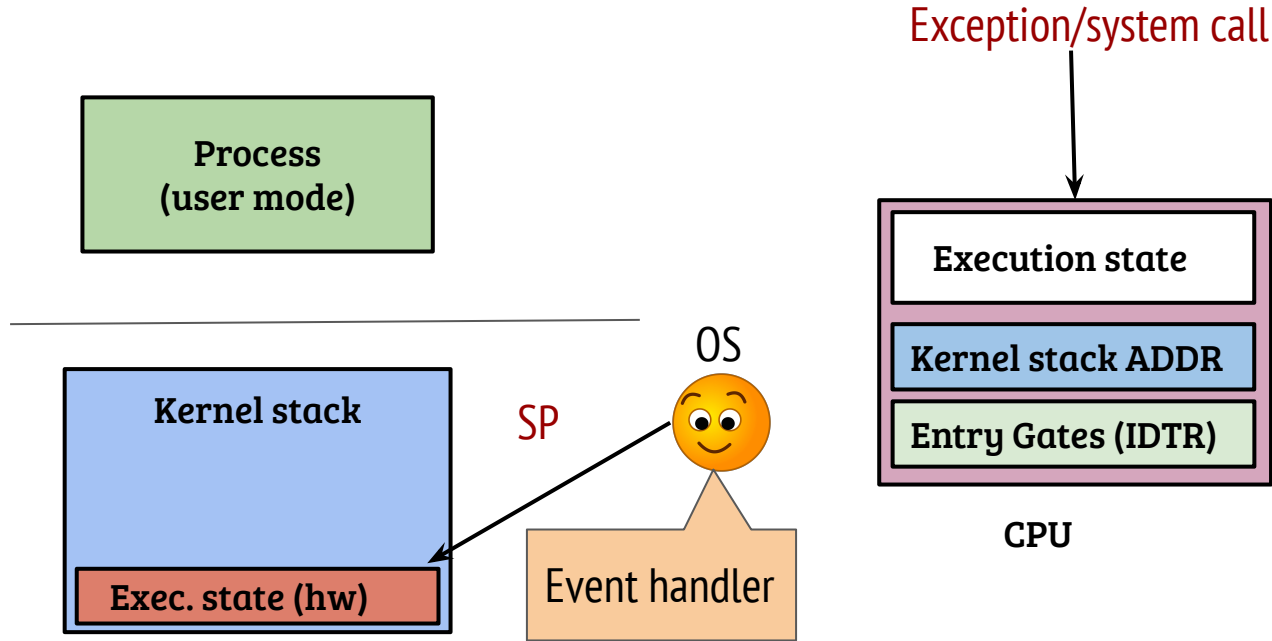 Exception/system call
Process
(user mode)
Execution state
OS
Kernel stack ADDR
Kernel stack
SP
Entry Gates (IDTR)
CPU
Event handler
Exec. state (hw)